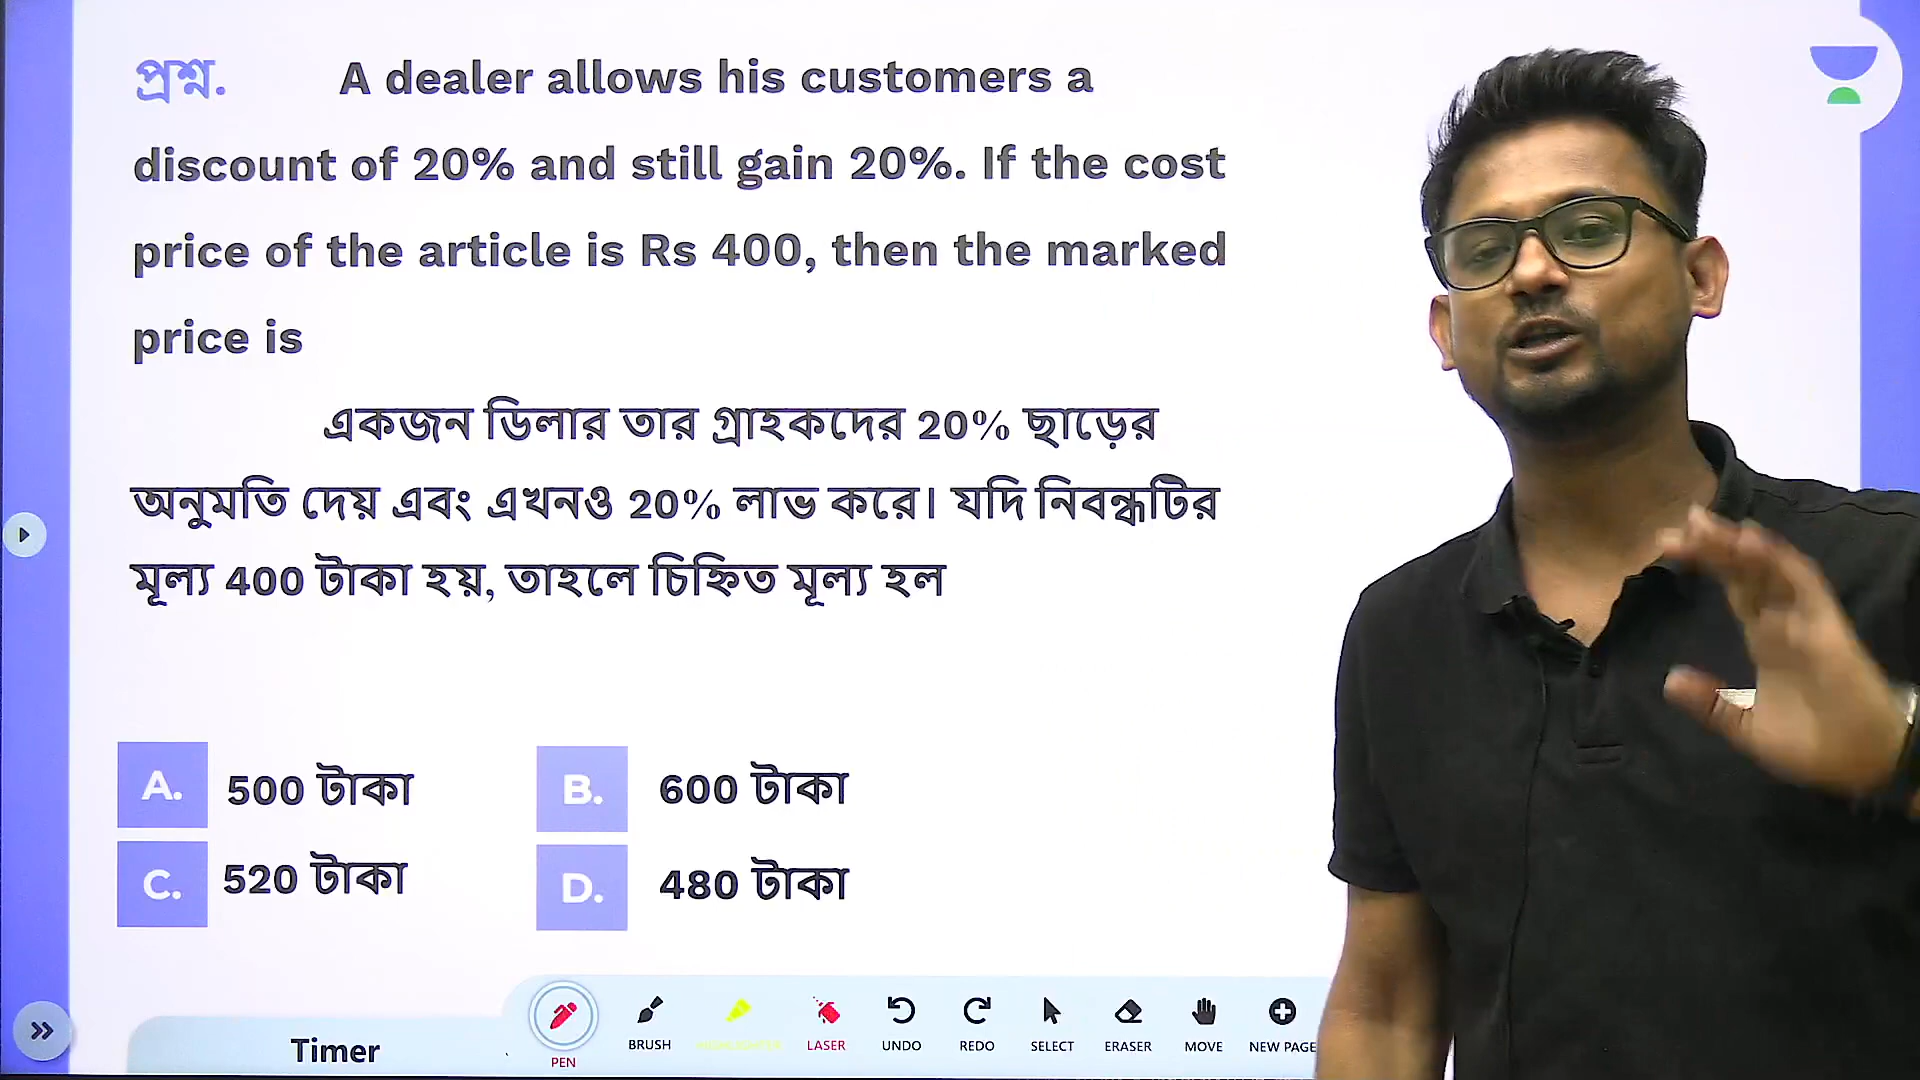 প্রশ্ন. A dealer allows his customers a
discount of 20% and still gain 20%. If the cost
price of the article is Rs 400, then the marked
price is
একজন ডিলার তার গ্রাহকদের 20% ছাড়ের
অনুমতি দেয় এবং এখনও 20% লাভ করে। যদি নিবন্ধটির
মূল্য 400 টাকা হয়, তাহলে চিহ্নিত মূল্য হল
A. 500 টাকা B. 600 টাকা
C. 520 টাকা D. 480 টাকা
Timer PEN BRUSH HIGHLIGHTER LASER UNDO REDO SELECT ERASER MOVE NEW PAGE